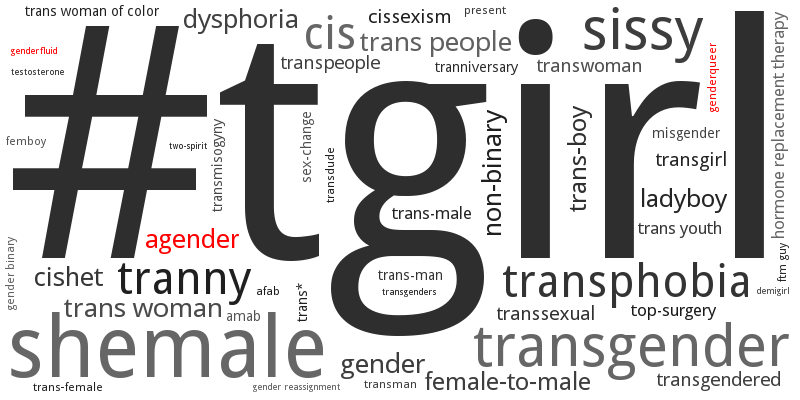 trans woman of color
dysphoria
cissexism
present
sissy
cis
trans people
genderfluid
transpeople
tranniversary
transwoman
testosterone
genderqueer
hormone replacement therapy
#tgirl
femboy
two-spirit
transmisogyny
sex-change
transdude
non-binary
trans-boy
misgender
transgirl
ladyboy
trans-male
trans youth
agender
gender binary
cishet
tranny
afab
trans*
trans-man
transgenders
transphobia
ftm guy
demigirl
trans woman
amab
transsexual
top-surgery
shemale
transgender
gender
trans-female
gender reassignment
transman
female-to-male
transgendered